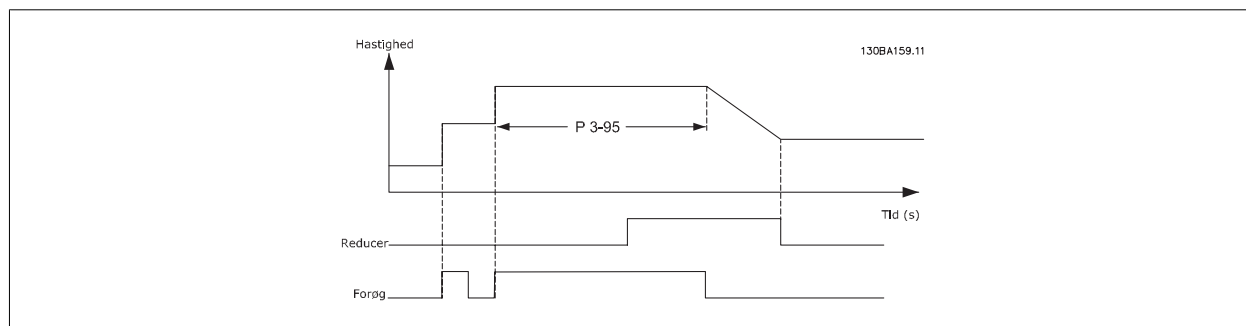 Hastighed
130BA159.11
P 3-95
Tid (s)
Reducer
Forøg